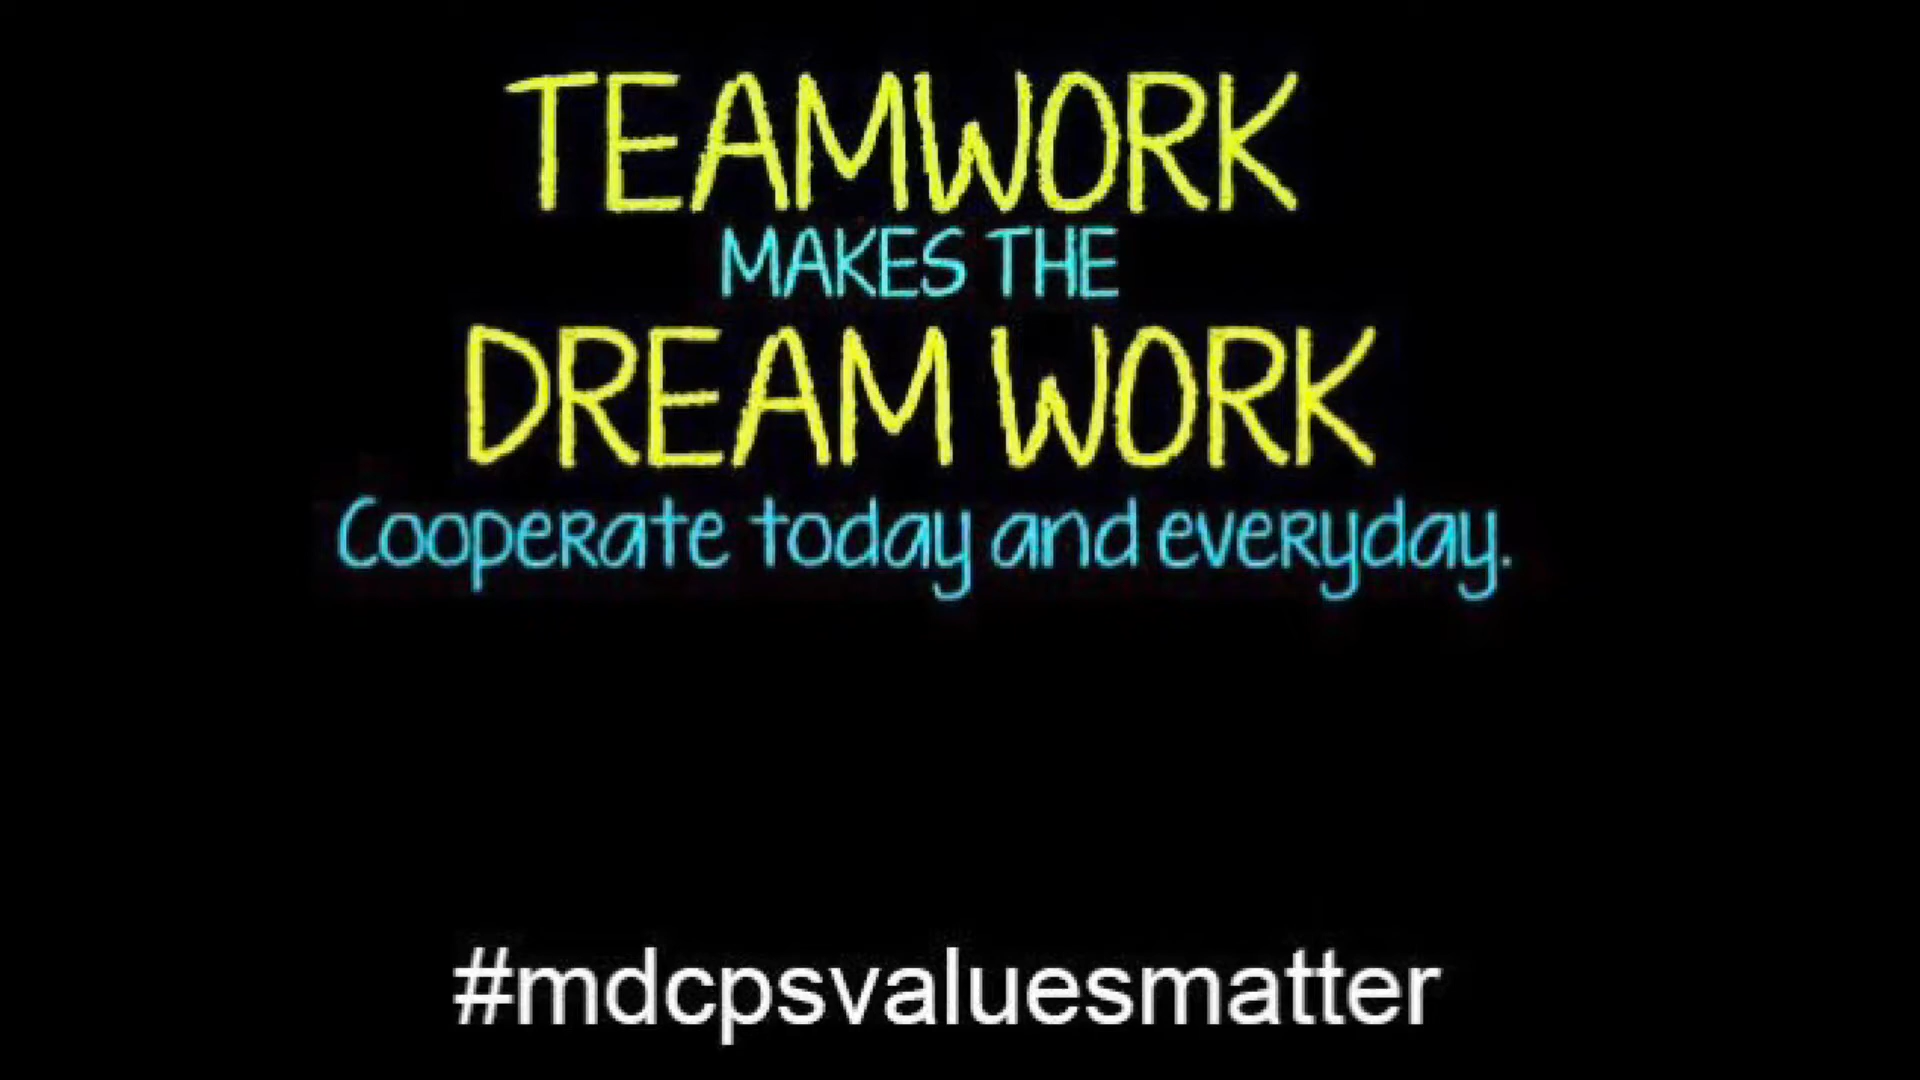 TEAMWORK
MAKES THE
DREAM WORK
Cooperate today and everyday.
#mdcpsvaluesmatter